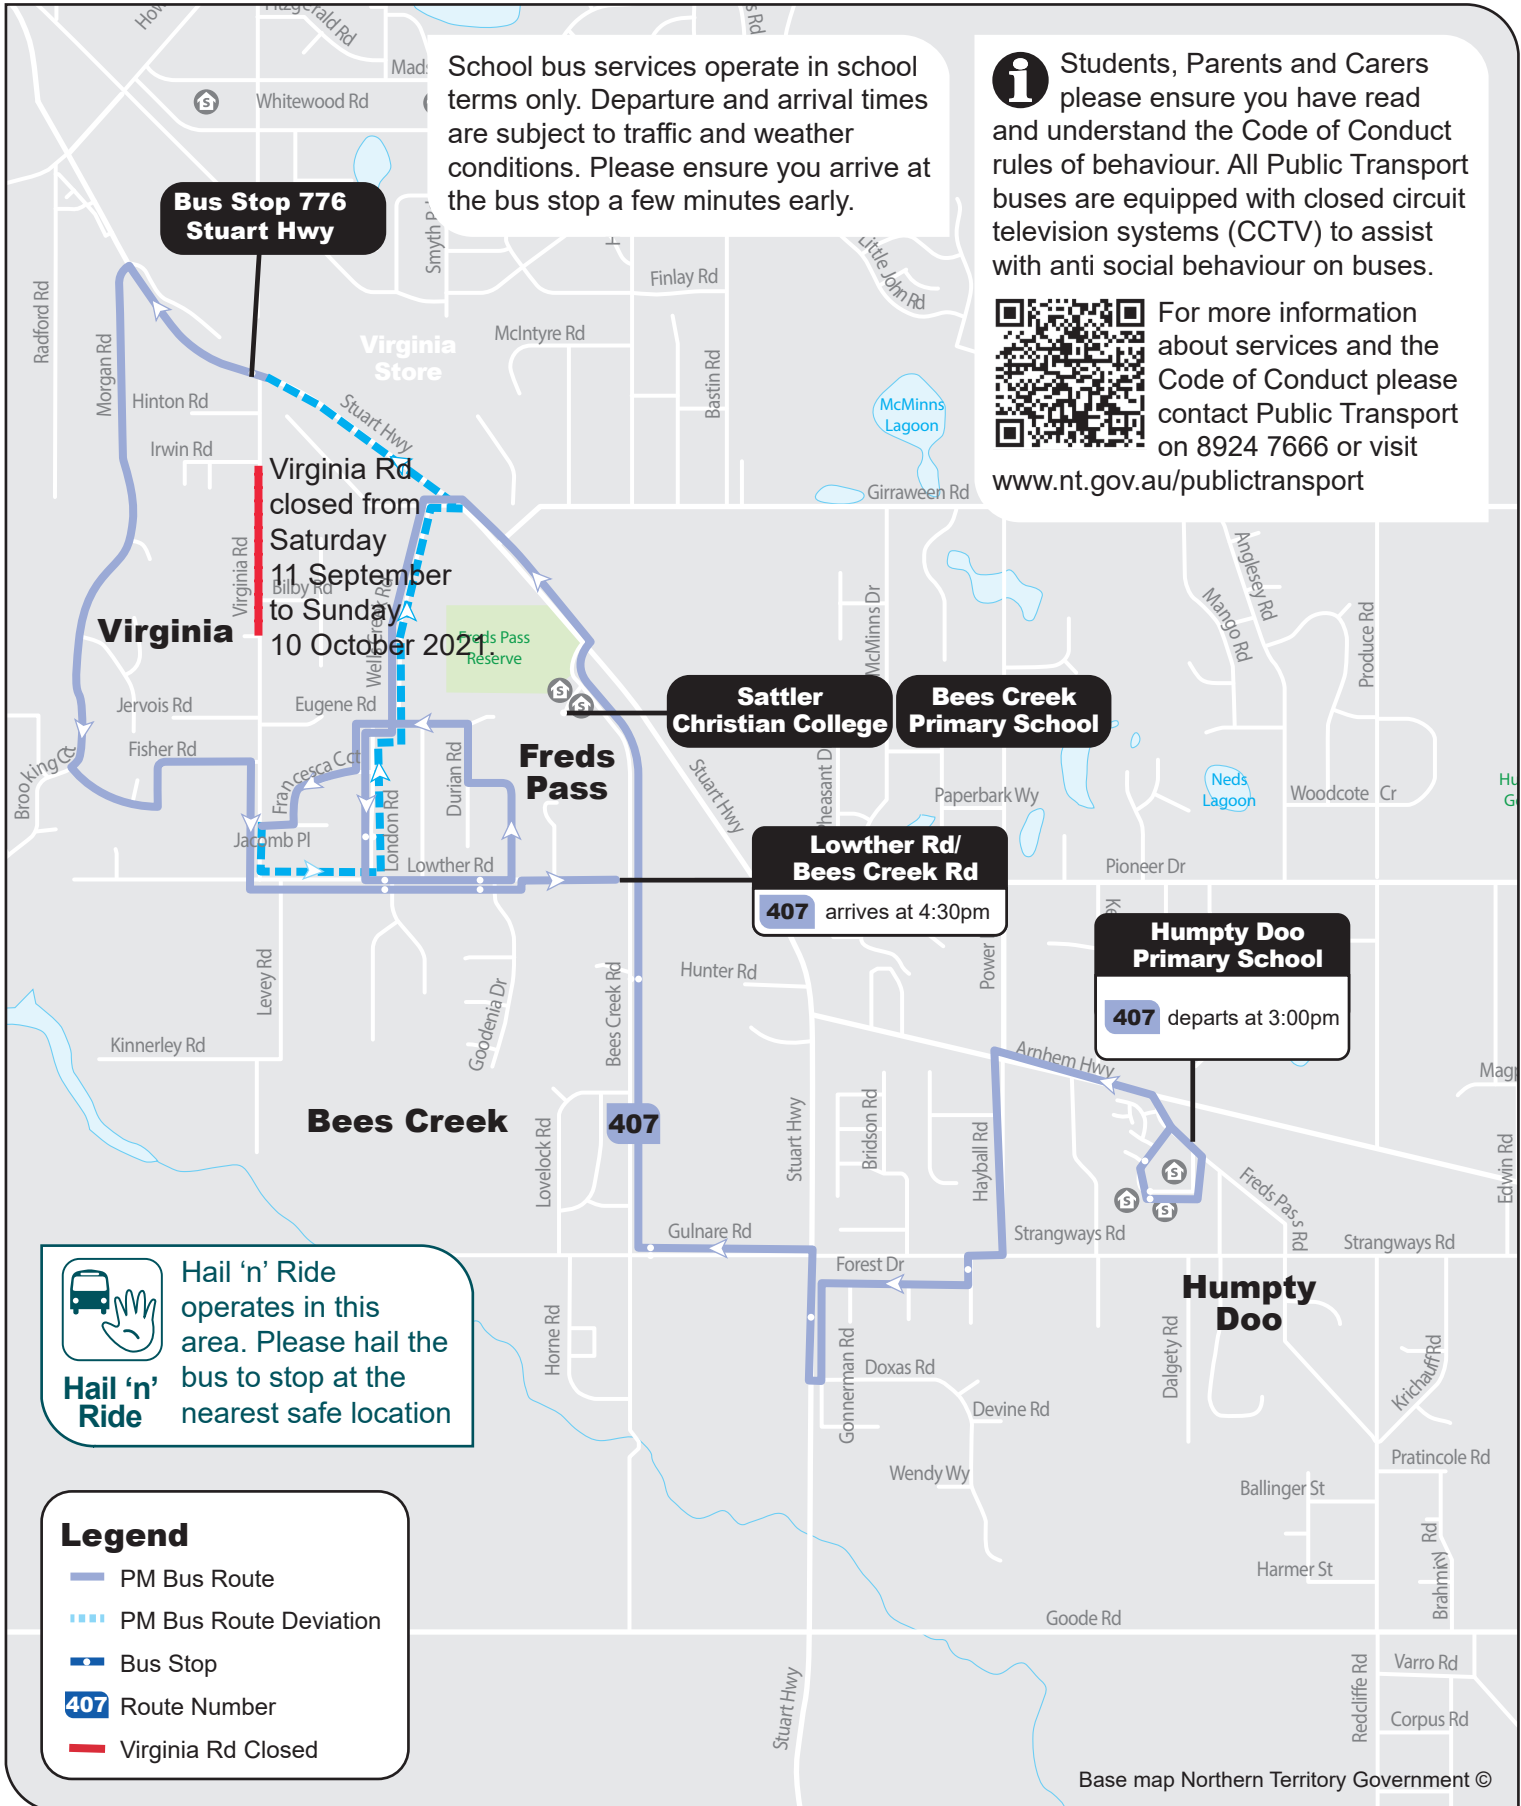 Fitzgerald Rd
Whitewood Rd
School bus services operate in school
terms only. Departure and arrival times
are subject to traffic and weather
conditions. Please ensure you arrive at
the bus stop a few minutes early.
Students, Parents and Carers
please ensure you have read
and understand the Code of Conduct
rules of behaviour. All Public Transport
buses are equipped with closed circuit
television systems (CCTV) to assist
with anti social behaviour on buses.
For more information
about services and the
Code of Conduct please
contact Public Transport
on 8924 7666 or visit
www.nt.gov.au/publictransport
Bus Stop 776
Stuart Hwy
Little John Rd
Finlay Rd
McIntyre Rd
Virginia
Store
Radford Rd
Morgan Rd
Bastin Rd
Hinton Rd
Stuart Hwy
McMinns
Lagoon
Irwin Rd
Girraween Rd
Virginia Rd
closed from
Saturday
11 September
to Sunday
10 October 2021.
Virginia Rd
Bilby Rd
Wells Creek Rd
Virginia
Freds Pass
Reserve
McMinns Dr
Anglesey Rd
Mango Rd
Produce Rd
Jervois Rd
Eugene Rd
Sattler
Christian College
Bees Creek
Primary School
Fisher Rd
Brooking Cct
Francesca Cct
Durian Rd
Freds
Pass
Stuart Hwy
Pheasant D
Paperbark Wy
Neds
Lagoon
Woodcote Cr
Jacomb Pl
London Rd
Lowther Rd
Lowther Rd/
Bees Creek Rd
407 arrives at 4:30pm
Pioneer Dr
Humpty Doo
Primary School
407 departs at 3:00pm
Levey Rd
Goodenia Dr
Bees Creek Rd
Hunter Rd
Power
Kinnerley Rd
Arnhem Hwy
Bees Creek
407
Lovelock Rd
Stuart Hwy
Bridson Rd
Hayball Rd
Freds Pass Rd
Edwin Rd
Gulnare Rd
Strangways Rd
Strangways Rd
Forest Dr
Humpty
Doo
Hail ‘n’
Ride
Hail ‘n’ Ride
operates in this
area. Please hail the
bus to stop at the
nearest safe location
Horne Rd
Gonnerman Rd
Doxas Rd
Devine Rd
Dalgety Rd
Krichauff Rd
Wendy Wy
Pratincole Rd
Ballinger St
Brahminy Rd
Harmer St
Goode Rd
Legend
PM Bus Route
PM Bus Route Deviation
Bus Stop
407 Route Number
Virginia Rd Closed
Stuart Hwy
Redcliffe Rd
Varro Rd
Corpus Rd
Base map Northern Territory Government ©